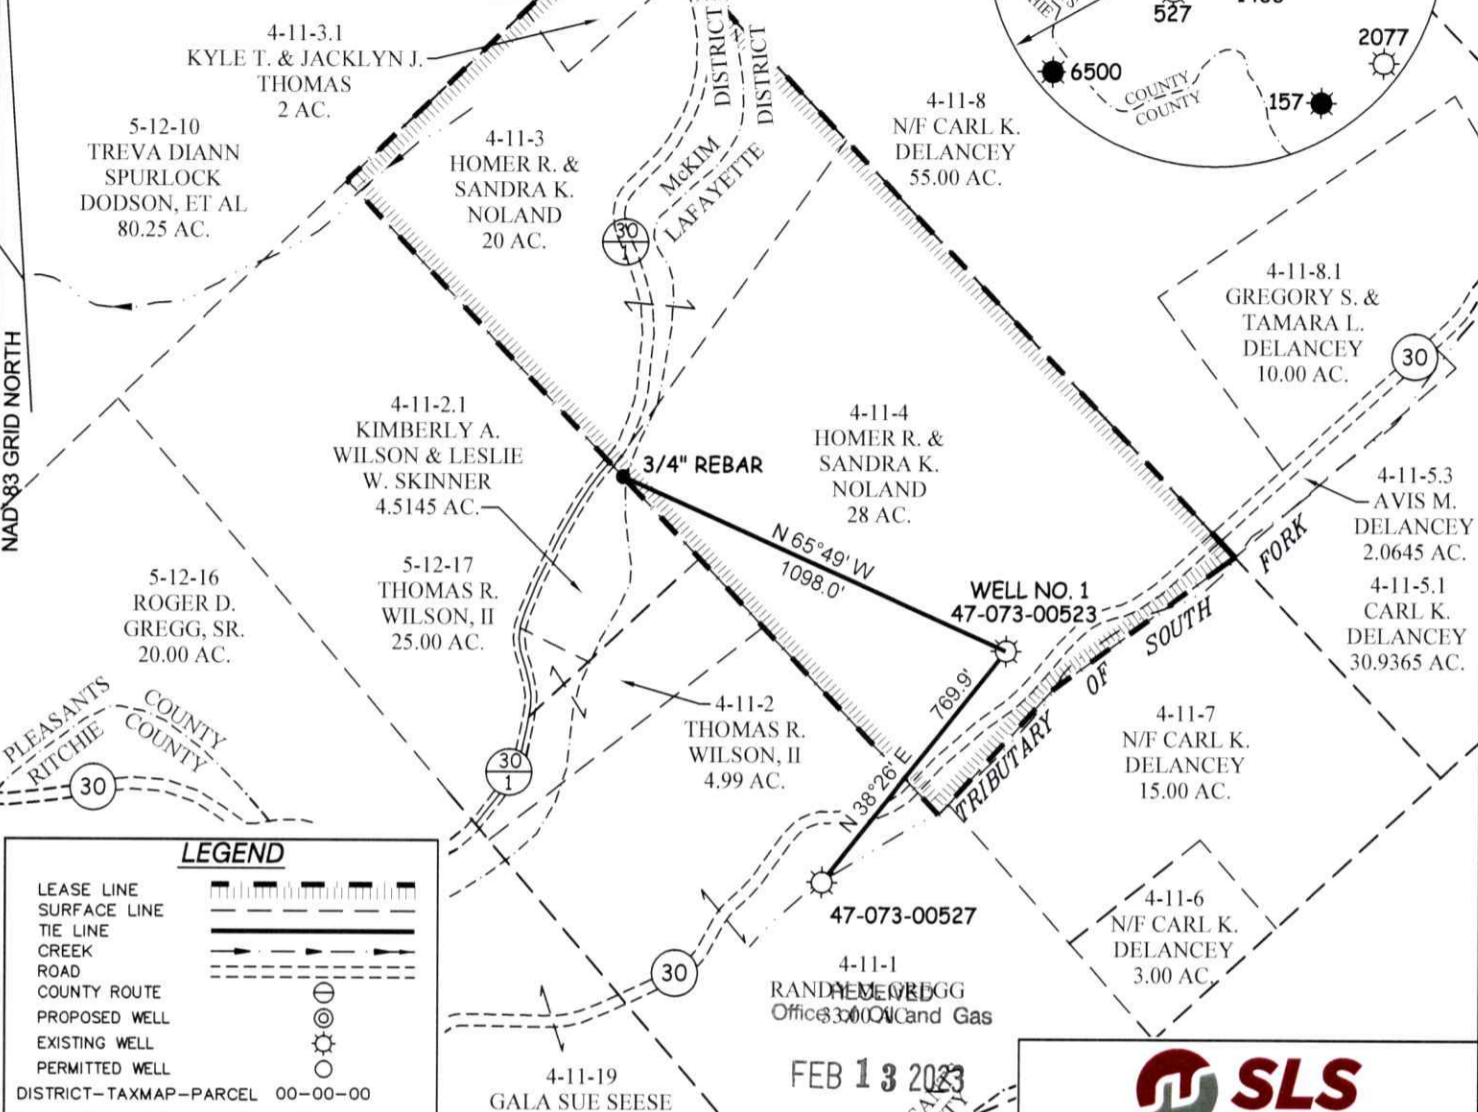 4-11-3.1
KYLE T. & JACKLYN J.
THOMAS
2 AC.
5-12-10
TREVA DIANN
SPURLOCK
DODSON, ET AL
80.25 AC.
4-11-3
HOMER R. &
SANDRA K.
NOLAND
20 AC.
DISTRICT
DISTRICT
McKIM
LAFAYETTE
30
1
4-11-8
N/F CARL K.
DELANCEY
55.00 AC.
527
2077
6500
157
COUNTY
COUNTY
4-11-8.1
GREGORY S. &
TAMARA L.
DELANCEY
10.00 AC.
30
NAD 83 GRID NORTH
4-11-2.1
KIMBERLY A.
WILSON & LESLIE
W. SKINNER
4.5145 AC.
3/4" REBAR
4-11-4
HOMER R. &
SANDRA K.
NOLAND
28 AC.
4-11-5.3
AVIS M.
DELANCEY
2.0645 AC.
4-11-5.1
CARL K.
DELANCEY
30.9365 AC.
N 65°49' W
1098.0'
WELL NO. 1
47-073-00523
5-12-16
ROGER D.
GREGG, SR.
20.00 AC.
5-12-17
THOMAS R.
WILSON, II
25.00 AC.
TRIBUTARY OF SOUTH FORK
769.9'
N 38°26' E
4-11-2
THOMAS R.
WILSON, II
4.99 AC.
4-11-7
N/F CARL K.
DELANCEY
15.00 AC.
PLEASANTS COUNTY
RITCHIE COUNTY
30
30
1
47-073-00527
4-11-6
N/F CARL K.
DELANCEY
3.00 AC.
30
4-11-1
RANDY M. GREGG
33.00 AC.
RECEIVED
Office of Oil and Gas
FEB 13 2023
4-11-19
GALA SUE SEESE
LEGEND
LEASE LINE
SURFACE LINE
TIE LINE
CREEK
ROAD
COUNTY ROUTE
PROPOSED WELL
EXISTING WELL
PERMITTED WELL
DISTRICT-TAXMAP-PARCEL 00-00-00
SLS